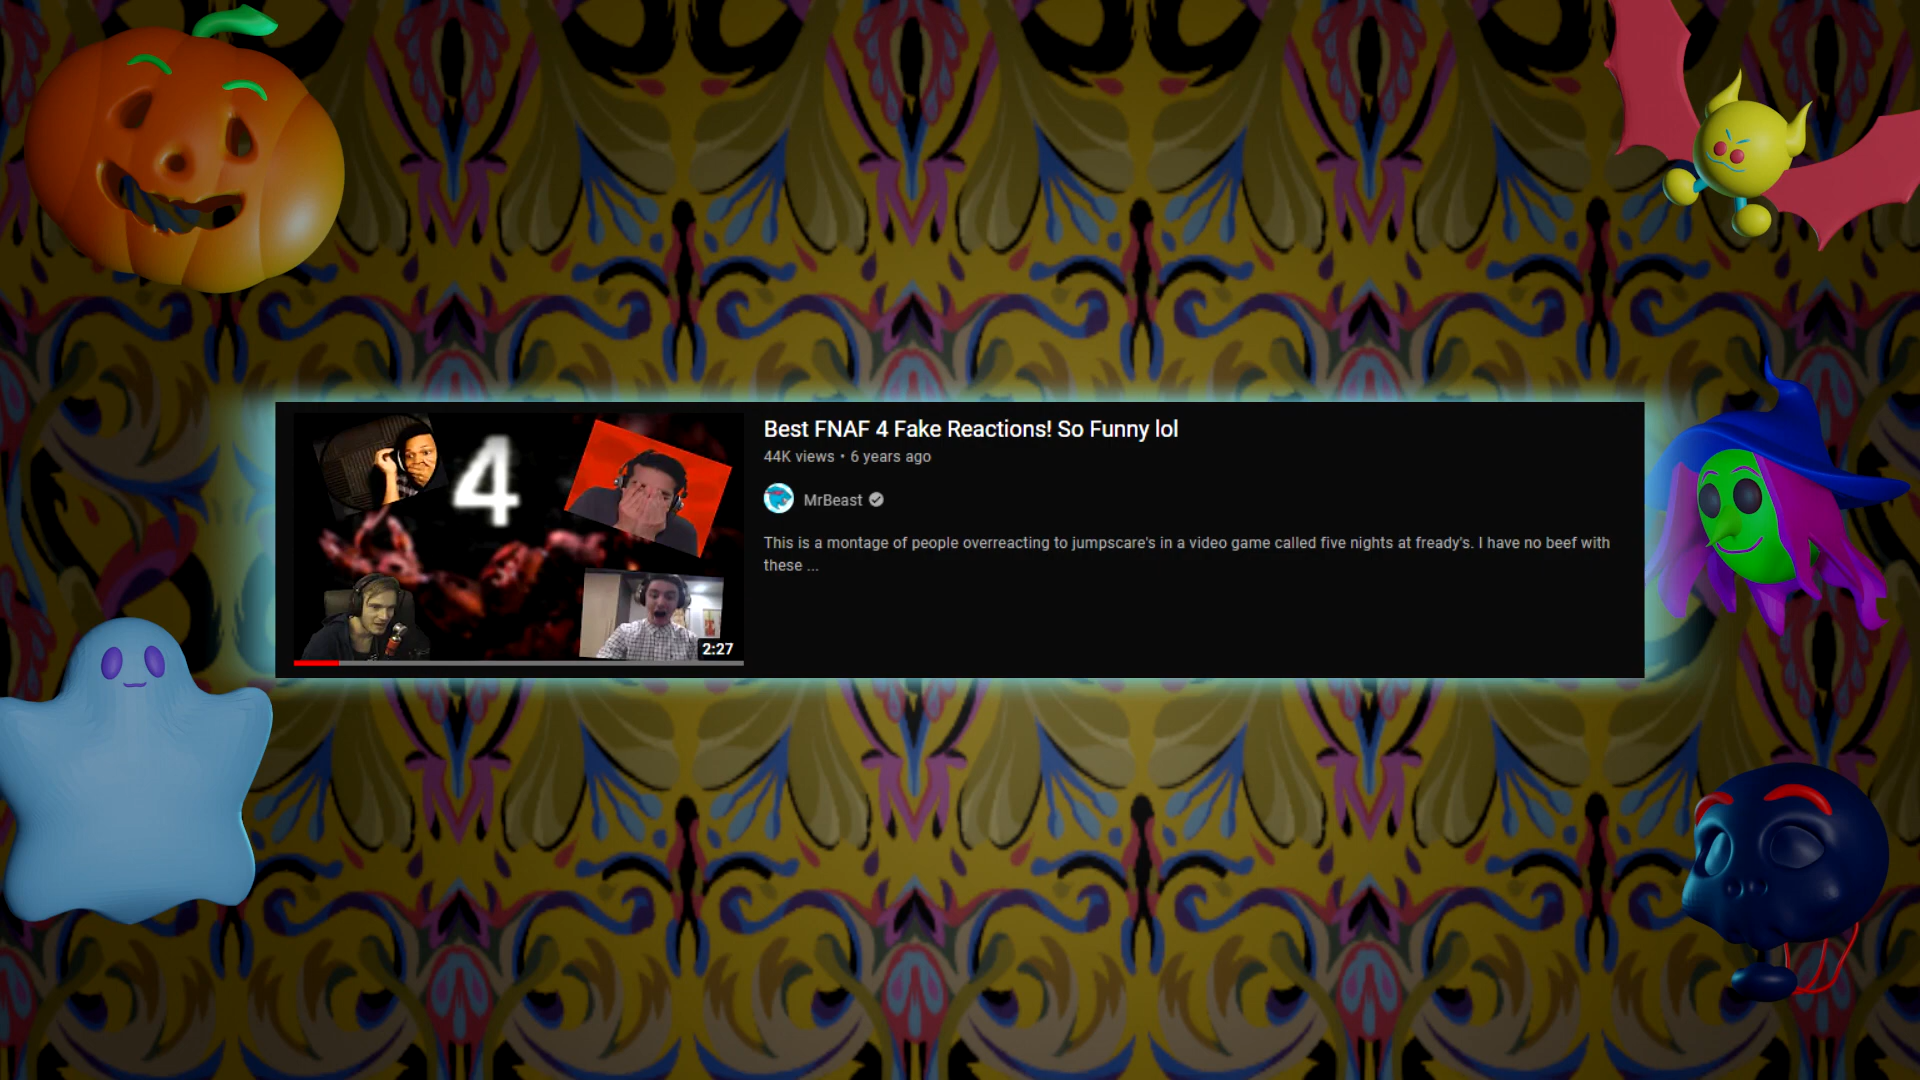 4
2:27
Best FNAF 4 Fake Reactions! So Funny lol
44K views • 6 years ago
MrBeast
This is a montage of people overreacting to jumpscare's in a video game called five nights at fready's. I have no beef with
these ...